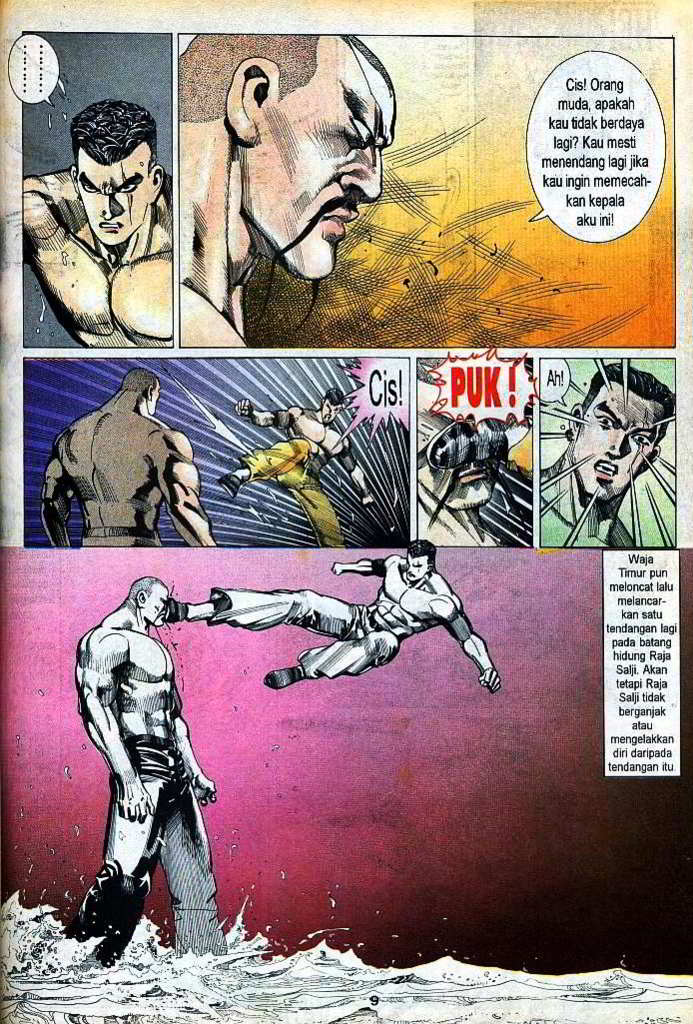 Cis! Orang
muda, apakah
kau tidak berdaya
lagi? Kau mesti
menendang lagi jika
kau ingin memecah-
kan kepala
aku ini!
Cis!
PUK!
Ah!
Waja
Timur pun
meloncat lalu
melancar-
kan satu
tendangan lagi
pada batang
hidung Raja
Salji. Akan
tetapi Raja
Salji tidak
berganjak
atau
mengelakkan
diri daripada
tendangan itu.
9